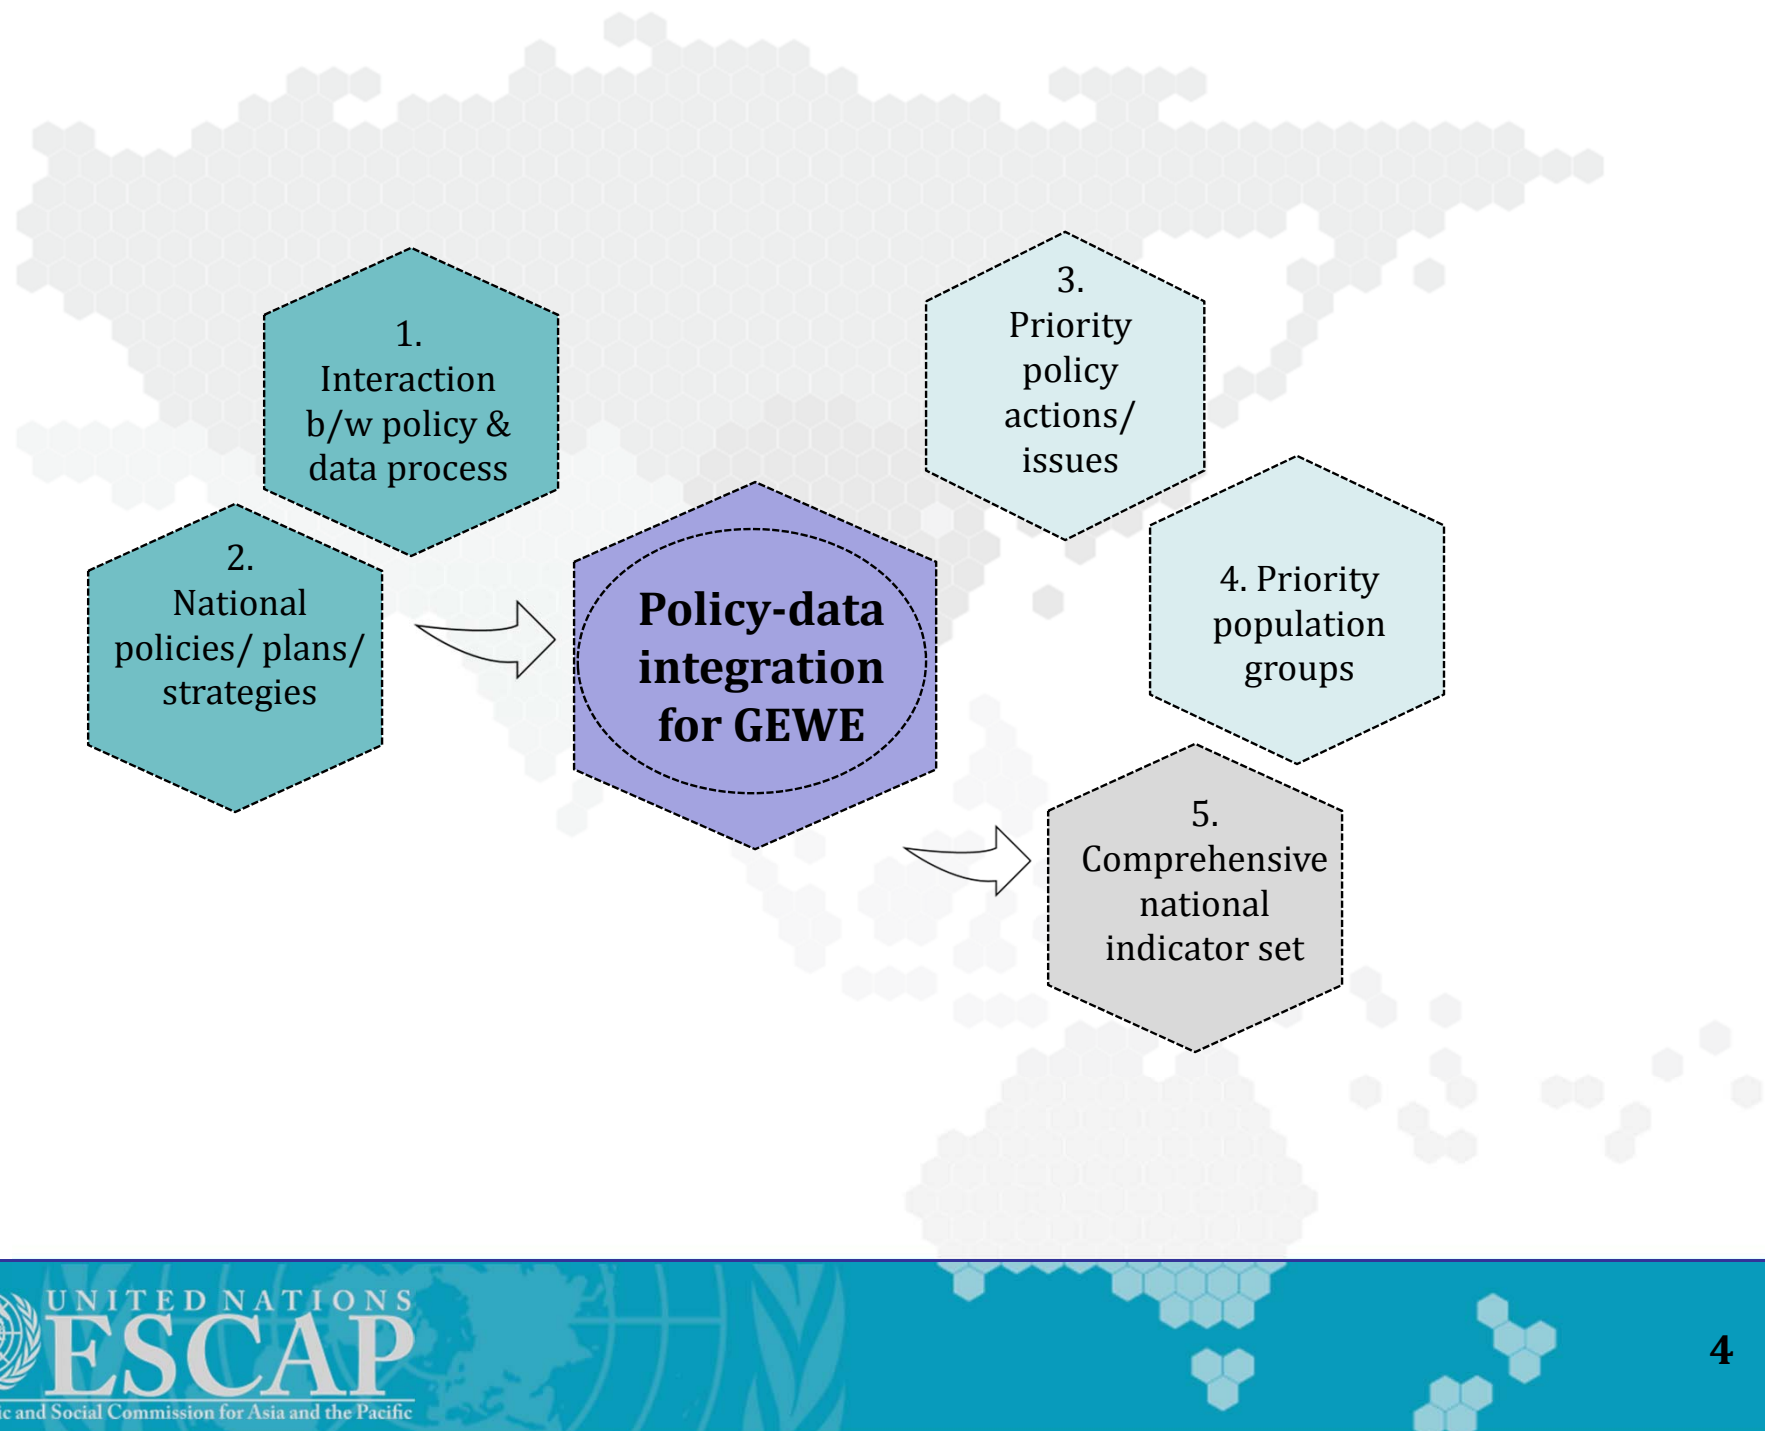 1.
Interaction
b/w policy &
data process
2.
National
policies/ plans/
strategies
Policy-data
integration
for GEWE
3.
Priority
policy
actions/
issues
4. Priority
population
groups
5.
Comprehensive
national
indicator set
UNITED NATIONS
ESCAP
ic and Social Commission for Asia and the Pacific
4